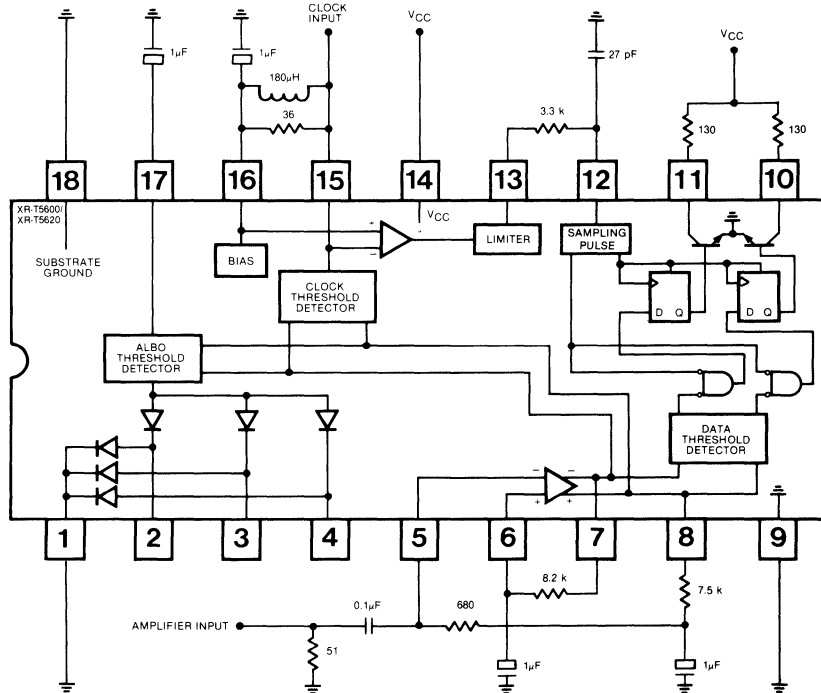 CLOCK
INPUT
VCC
1µF
1µF
180µH
36
27 pF
3.3 k
VCC
130
130
18
17
16
15
14
13
12
11
10
XR-T5600/
XR-T5620
SUBSTRATE
GROUND
BIAS
+
−
VCC
LIMITER
SAMPLING
PULSE
CLOCK
THRESHOLD
DETECTOR
D Q
D Q
ALBO
THRESHOLD
DETECTOR
DATA
THRESHOLD
DETECTOR
− −
+ +
1
2
3
4
5
6
7
8
9
8.2 k
7.5 k
0.1µF
680
AMPLIFIER INPUT
51
1µF
1µF